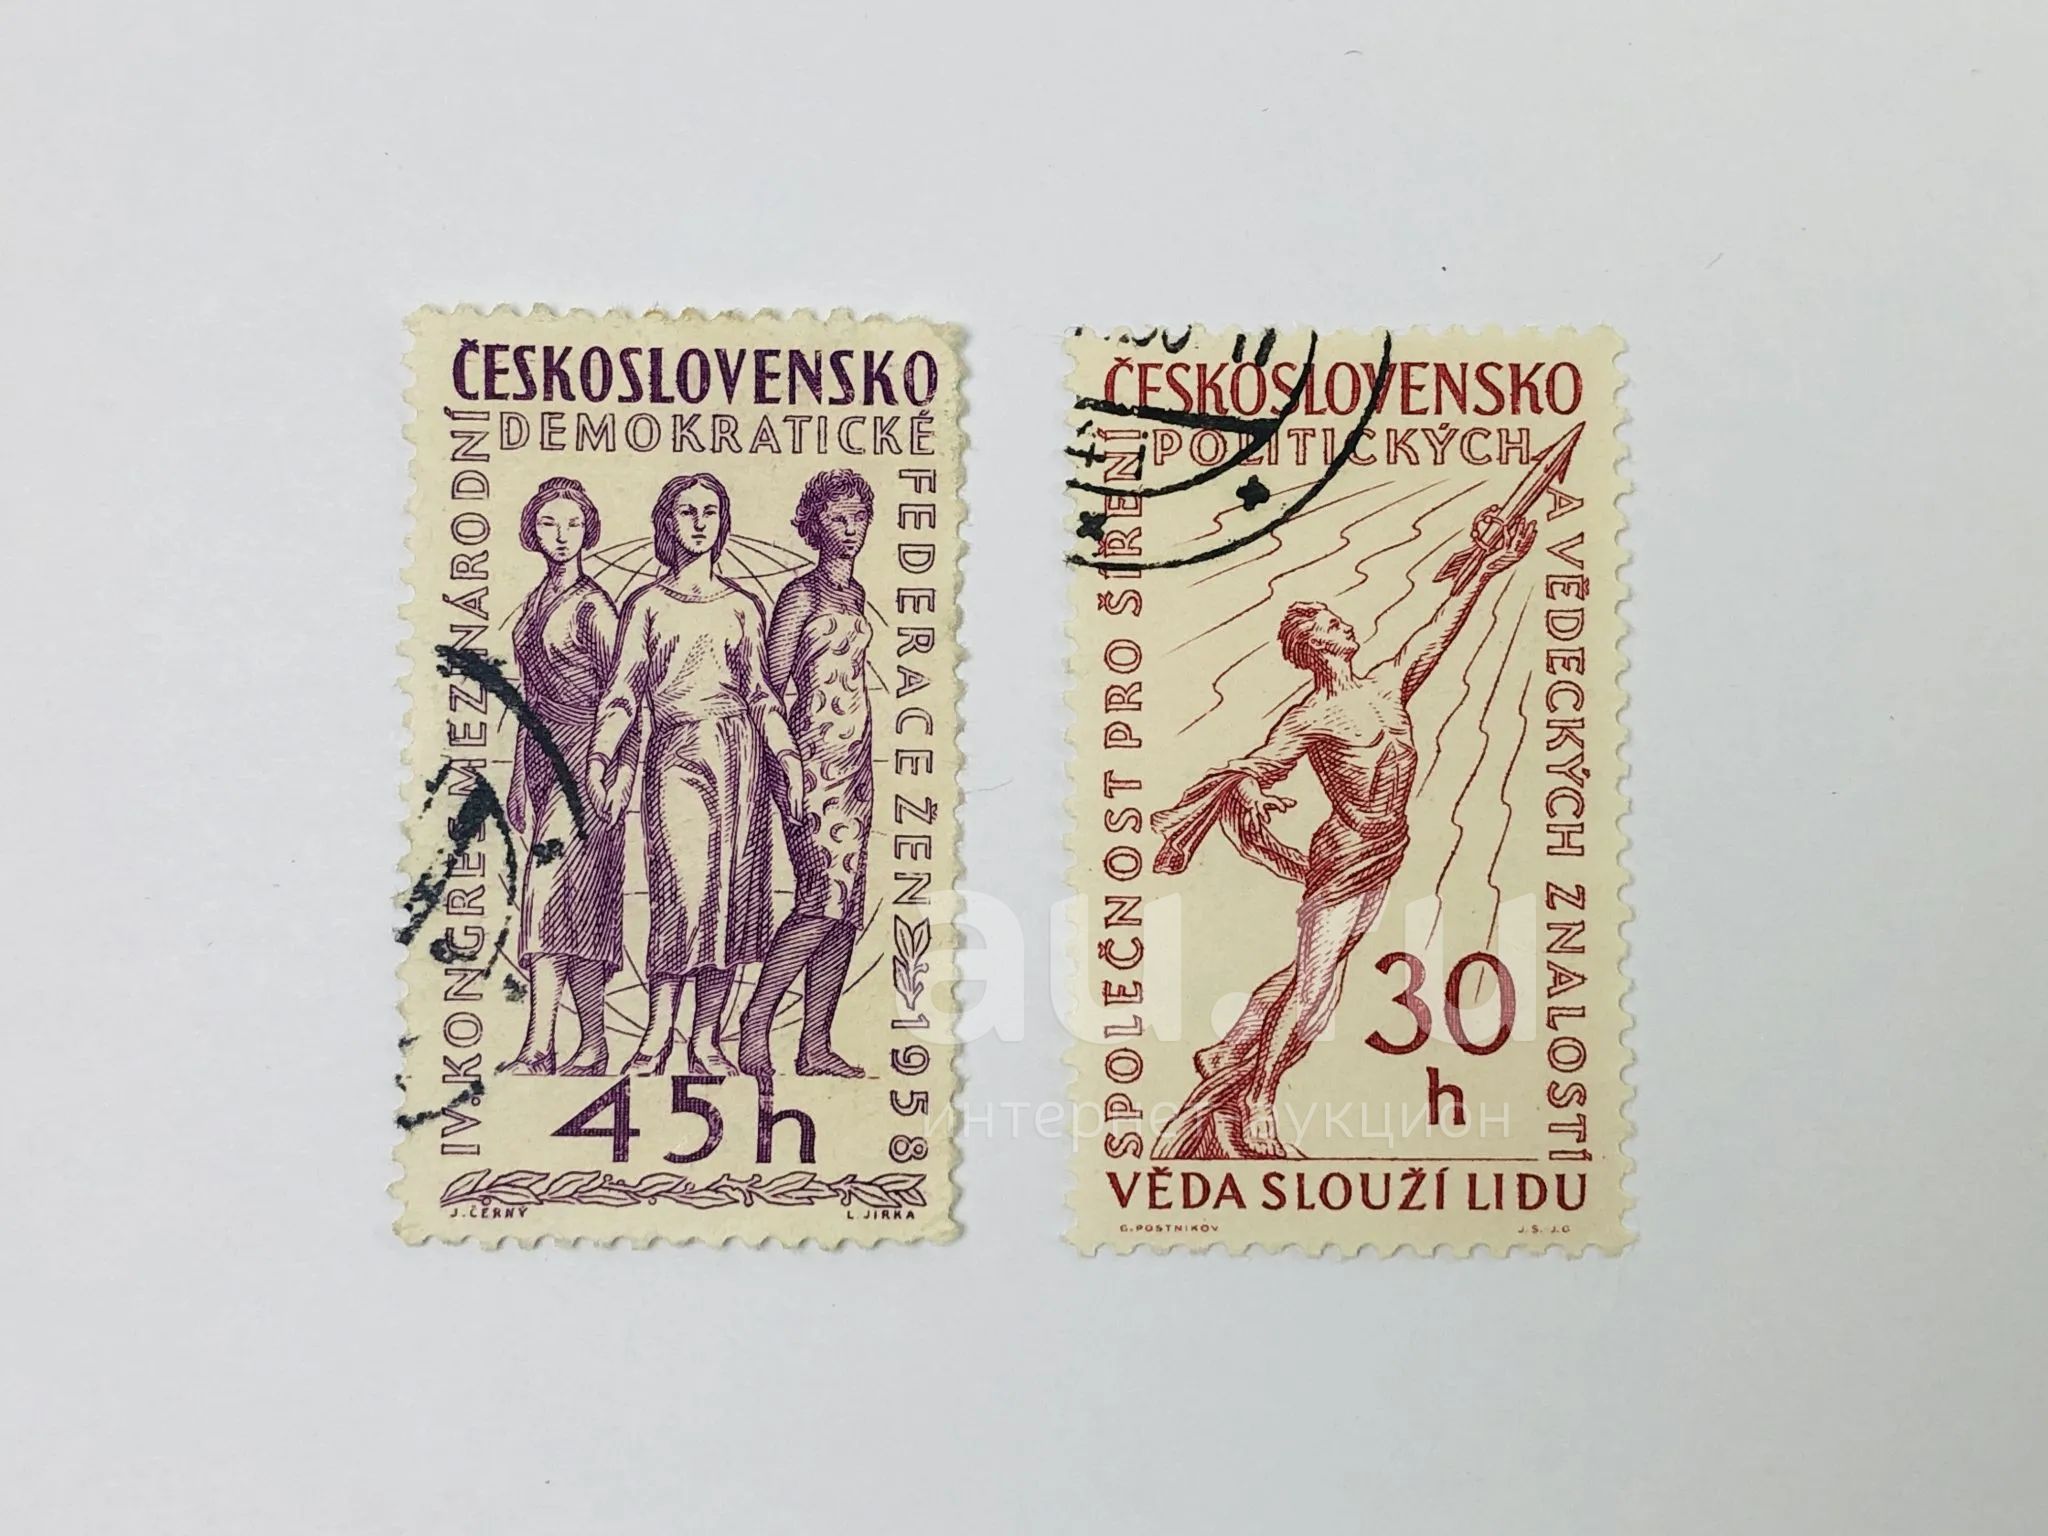 ČESKOSLOVENSKO
IV. KONGRES MEZINÁRODNÍ
DEMOKRATICKÉ
FEDERACE ŽEN 1958
45h
J. ČERNÝ
L. JIRKA
ČESKOSLOVENSKO
SPOLEČNOST PRO ŠÍŘENÍ
POLITICKÝCH
A VĚDECKÝCH ZNALOSTÍ
30
h
VĚDA SLOUŽÍ LIDU
G. POSTNIKOV
J.S. J.G
au.ru
интернет-аукцион